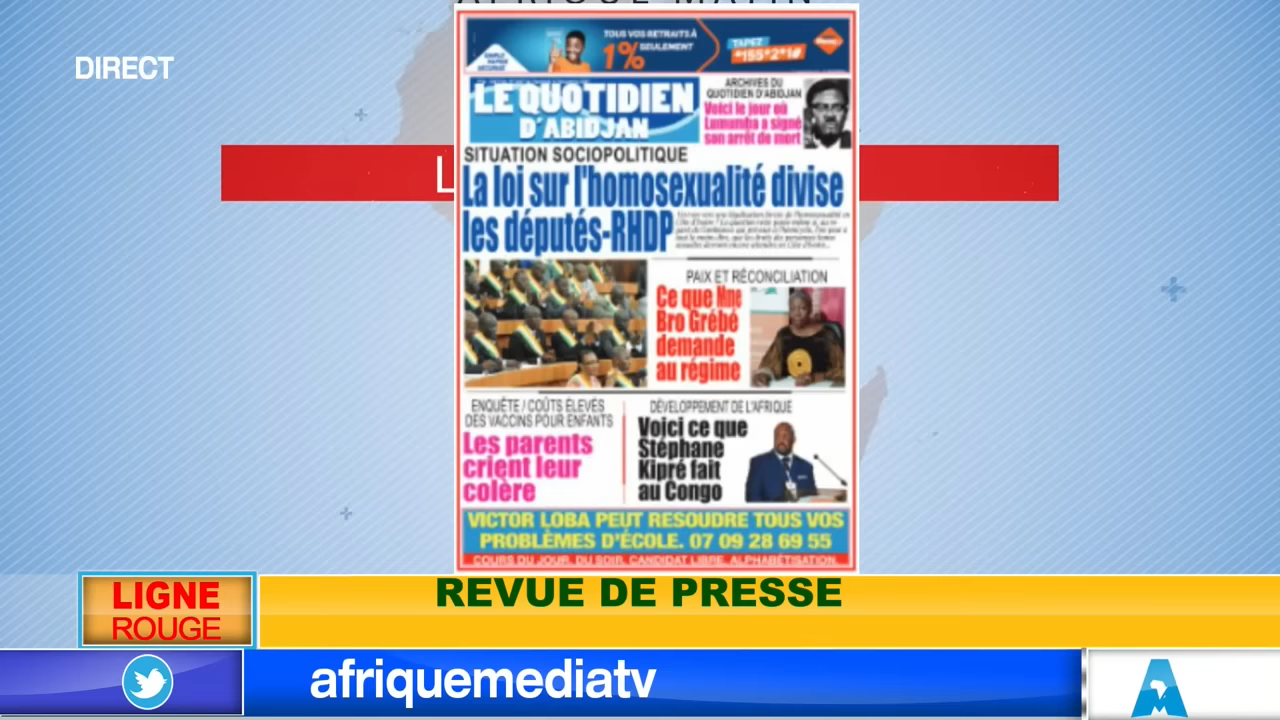 AFRIQUE MATIN
DIRECT
TOUS VOS RETRAITS À
1% SEULEMENT
TAPEZ
*155*2*1#
LE QUOTIDIEN
D'ABIDJAN
ARCHIVES DU
QUOTIDIEN D'ABIDJAN
Voici le jour où
Lumumba a signé
son arrêt de mort
L
SITUATION SOCIOPOLITIQUE
La loi sur l'homosexualité divise
les députés-RHDP
PAIX ET RÉCONCILIATION
Ce que Mme
Bro Grébé
demande
au régime
ENQUÊTE / COÛTS ÉLEVÉS
DES VACCINS POUR ENFANTS
Les parents
crient leur
colère
DÉVELOPPEMENT DE L'AFRIQUE
Voici ce que
Stéphane
Kipré fait
au Congo
VICTOR LOBA PEUT RESOUDRE TOUS VOS
PROBLÈMES D'ÉCOLE. 07 09 28 69 55
COURS DU JOUR, DU SOIR, CANDIDAT LIBRE, ALPHABÉTISATION
LIGNE
ROUGE
REVUE DE PRESSE
afriquemediatv
A